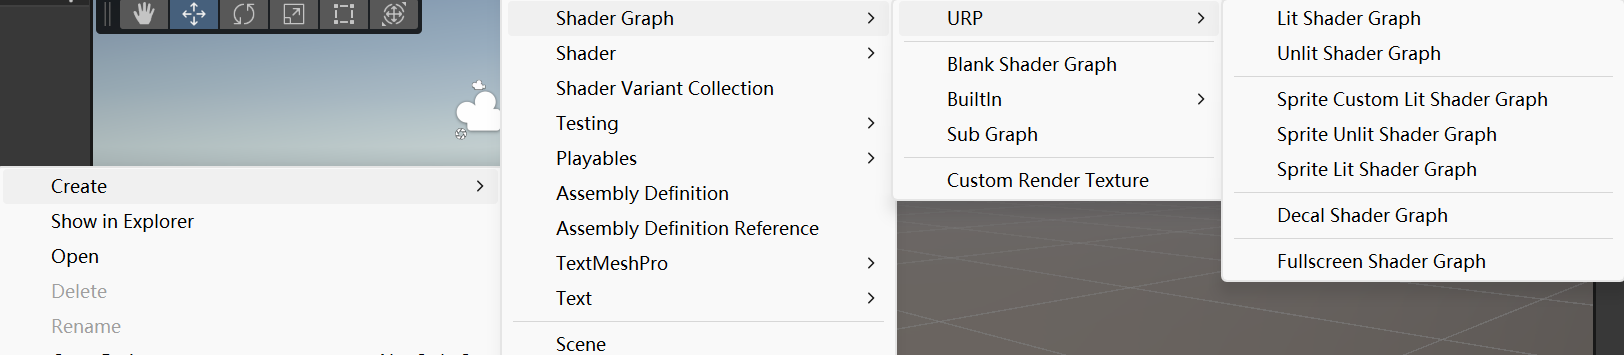 Create
Show in Explorer
Open
Delete
Rename
Shader Graph
Shader
Shader Variant Collection
Testing
Playables
Assembly Definition
Assembly Definition Reference
TextMeshPro
Text
Scene
URP
Blank Shader Graph
BuiltIn
Sub Graph
Custom Render Texture
Lit Shader Graph
Unlit Shader Graph
Sprite Custom Lit Shader Graph
Sprite Unlit Shader Graph
Sprite Lit Shader Graph
Decal Shader Graph
Fullscreen Shader Graph